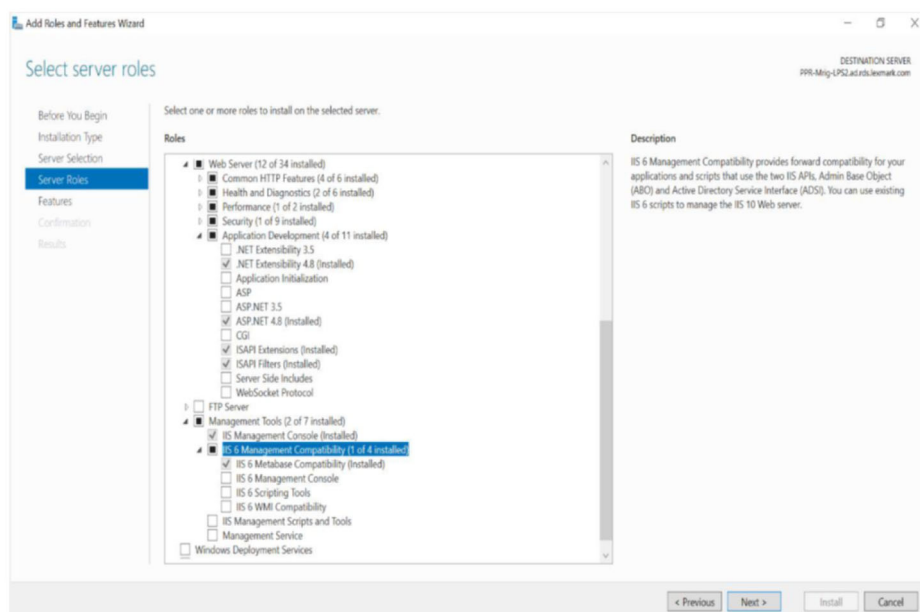 Add Roles and Features Wizard
Select server roles
DESTINATION SERVER
PPR-Mrig-LPS2.ad.rds.lexmark.com
Before You Begin
Installation Type
Server Selection
Server Roles
Features
Confirmation
Results
Select one or more roles to install on the selected server.
Roles
Web Server (12 of 34 installed)
Common HTTP Features (4 of 6 installed)
Health and Diagnostics (2 of 6 installed)
Performance (1 of 2 installed)
Security (1 of 9 installed)
Application Development (4 of 11 installed)
.NET Extensibility 3.5
.NET Extensibility 4.8 (Installed)
Application Initialization
ASP
ASP.NET 3.5
ASP.NET 4.8 (Installed)
CGI
ISAPI Extensions (Installed)
ISAPI Filters (Installed)
Server Side Includes
WebSocket Protocol
FTP Server
Management Tools (2 of 7 installed)
IIS Management Console (Installed)
IIS 6 Management Compatibility (1 of 4 installed)
IIS 6 Metabase Compatibility (Installed)
IIS 6 Management Console
IIS 6 Scripting Tools
IIS 6 WMI Compatibility
IIS Management Scripts and Tools
Management Service
Windows Deployment Services
Description
IIS 6 Management Compatibility provides forward compatibility for your
applications and scripts that use the two IIS APIs, Admin Base Object
(ABO) and Active Directory Service Interface (ADSI). You can use existing
IIS 6 scripts to manage the IIS 10 Web server.
< Previous
Next >
Install
Cancel